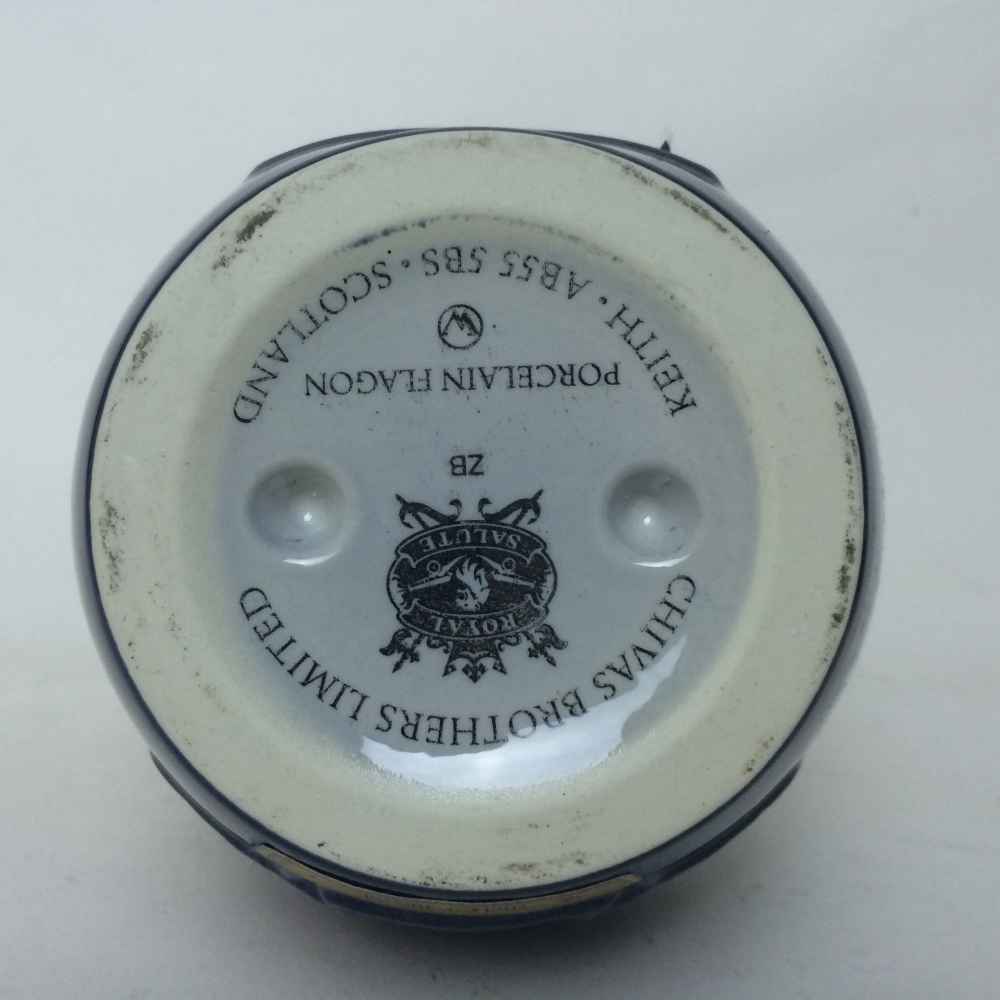 CHIVAS BROTHERS LIMITED
ROYAL
SALUTE
ZB
PORCELAIN FLAGON
W
KEITH · AB55 5BS · SCOTLAND